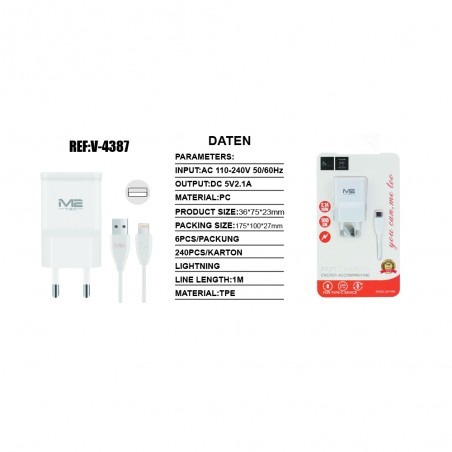 REF:V-4387
ME
DATEN
PARAMETERS:
INPUT:AC 110-240V 50/60Hz
OUTPUT:DC 5V2.1A
MATERIAL:PC
PRODUCT SIZE:36*75*23mm
PACKING SIZE:175*100*27mm
6PCS/PACKUNG
240PCS/KARTON
LIGHTNING
LINE LENGTH:1M
MATERIAL:TPE
ME
you can,me too